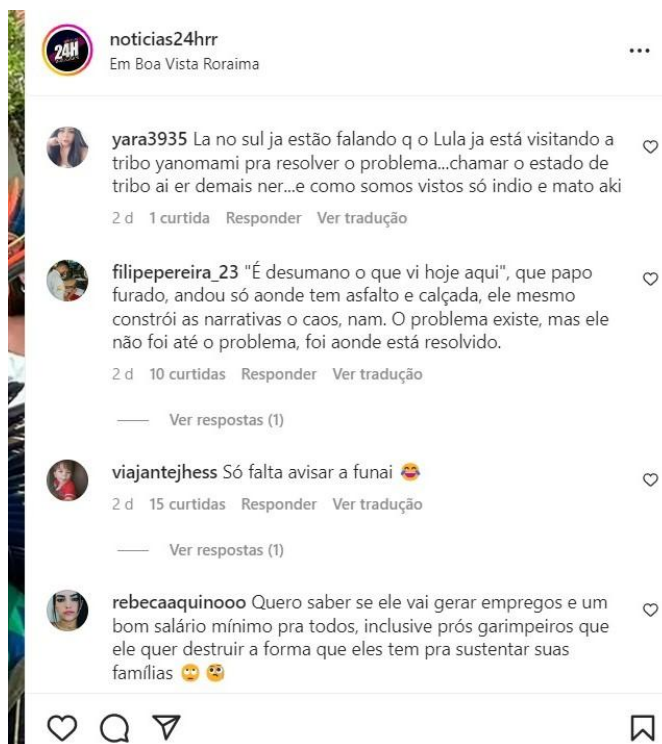 24H
noticias24hrr
Em Boa Vista Roraima
yara3935 La no sul ja estão falando q o Lula ja está visitando a
tribo yanomami pra resolver o problema...chamar o estado de
tribo ai er demais ner...e como somos vistos só indio e mato aki
2 d 1 curtida Responder Ver tradução
filipepereira_23 "É desumano o que vi hoje aqui", que papo
furado, andou só aonde tem asfalto e calçada, ele mesmo
constrói as narrativas o caos, nam. O problema existe, mas ele
não foi até o problema, foi aonde está resolvido.
2 d 10 curtidas Responder Ver tradução
Ver respostas (1)
viajantejhess Só falta avisar a funai 😂
2 d 15 curtidas Responder Ver tradução
Ver respostas (1)
rebecaaquinooo Quero saber se ele vai gerar empregos e um
bom salário mínimo pra todos, inclusive prós garimpeiros que
ele quer destruir a forma que eles tem pra sustentar suas
famílias 🙄 🧐